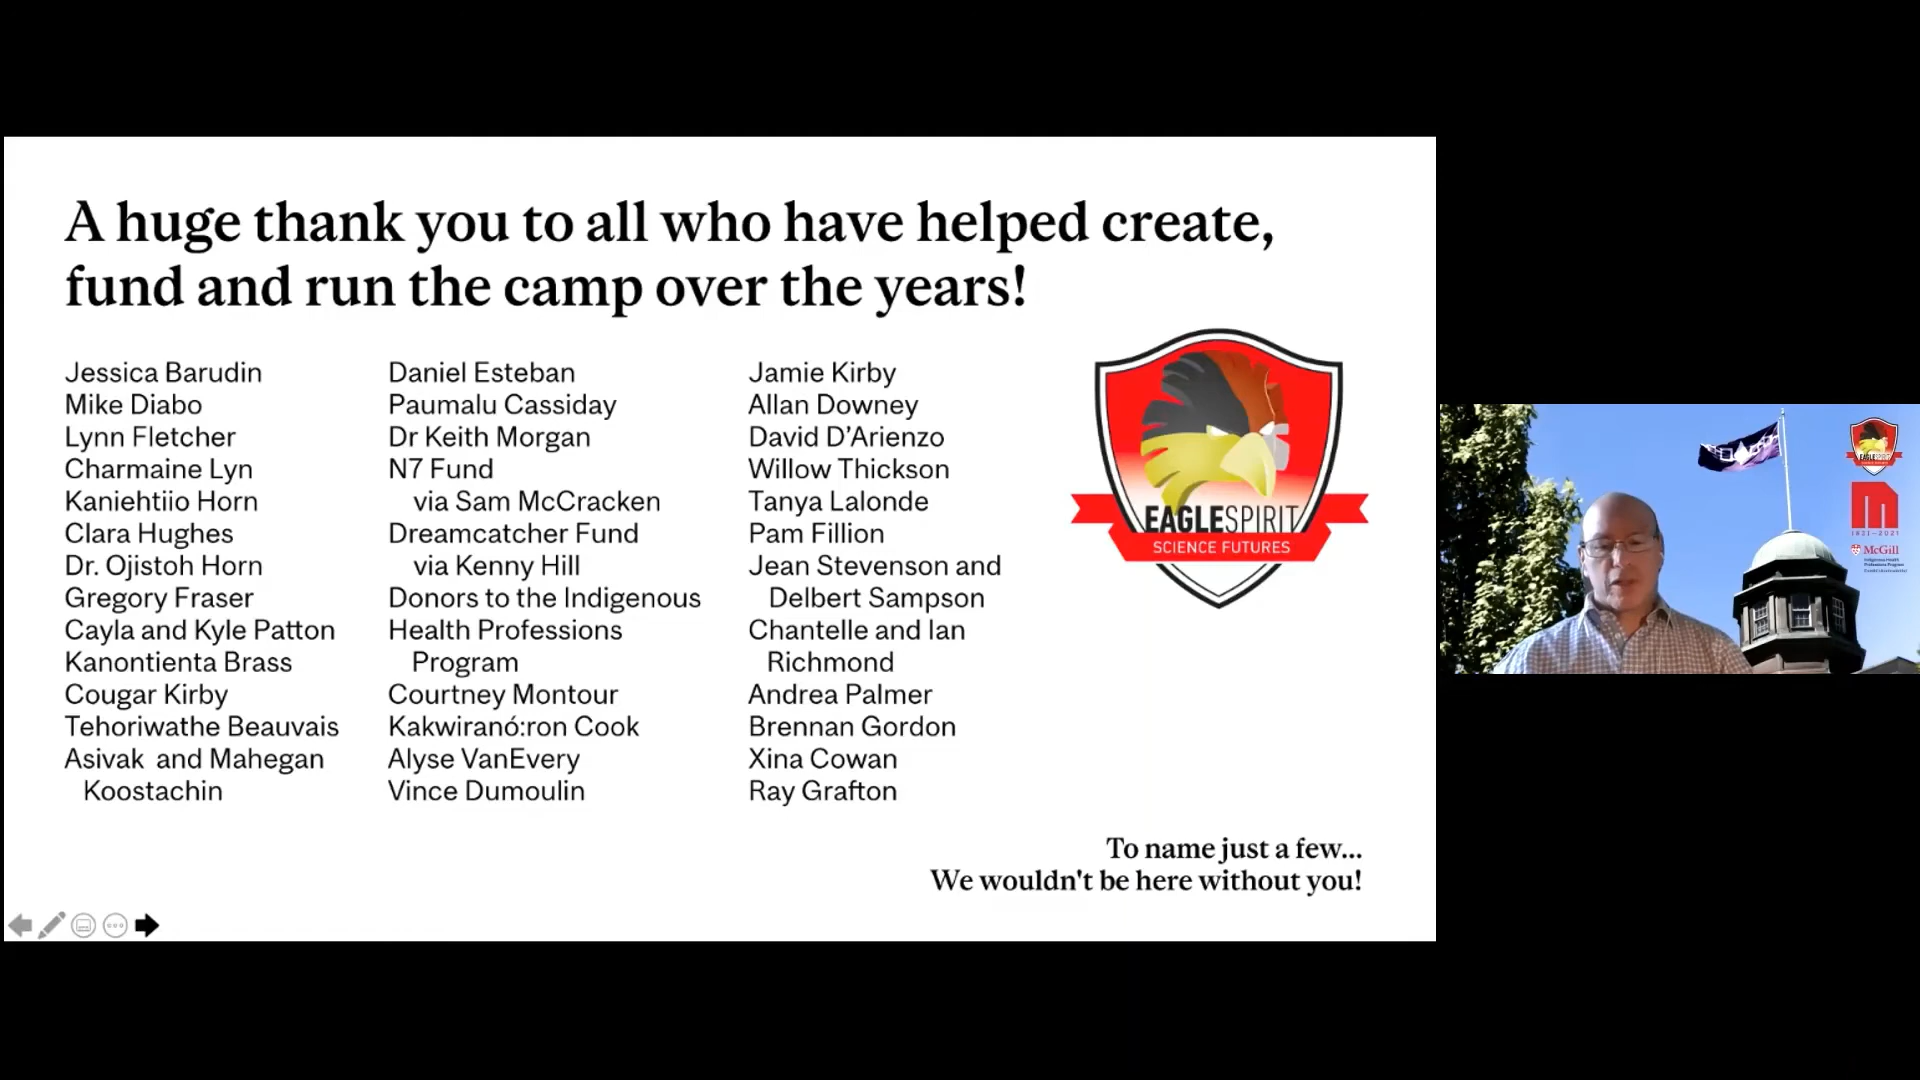 A huge thank you to all who have helped create,
fund and run the camp over the years!
Jessica Barudin
Mike Diabo
Lynn Fletcher
Charmaine Lyn
Kaniehtiio Horn
Clara Hughes
Dr. Ojistoh Horn
Gregory Fraser
Cayla and Kyle Patton
Kanontienta Brass
Cougar Kirby
Tehoriwathe Beauvais
Asivak and Mahegan
Koostachin
Daniel Esteban
Paumalu Cassiday
Dr Keith Morgan
N7 Fund
via Sam McCracken
Dreamcatcher Fund
via Kenny Hill
Donors to the Indigenous
Health Professions
Program
Courtney Montour
Kakwiranó:ron Cook
Alyse VanEvery
Vince Dumoulin
Jamie Kirby
Allan Downey
David D’Arienzo
Willow Thickson
Tanya Lalonde
Pam Fillion
Jean Stevenson and
Delbert Sampson
Chantelle and Ian
Richmond
Andrea Palmer
Brennan Gordon
Xina Cowan
Ray Grafton
EAGLESPIRIT
SCIENCE FUTURES
To name just a few...
We wouldn't be here without you!
EAGLESPIRIT
1821–2021
McGill